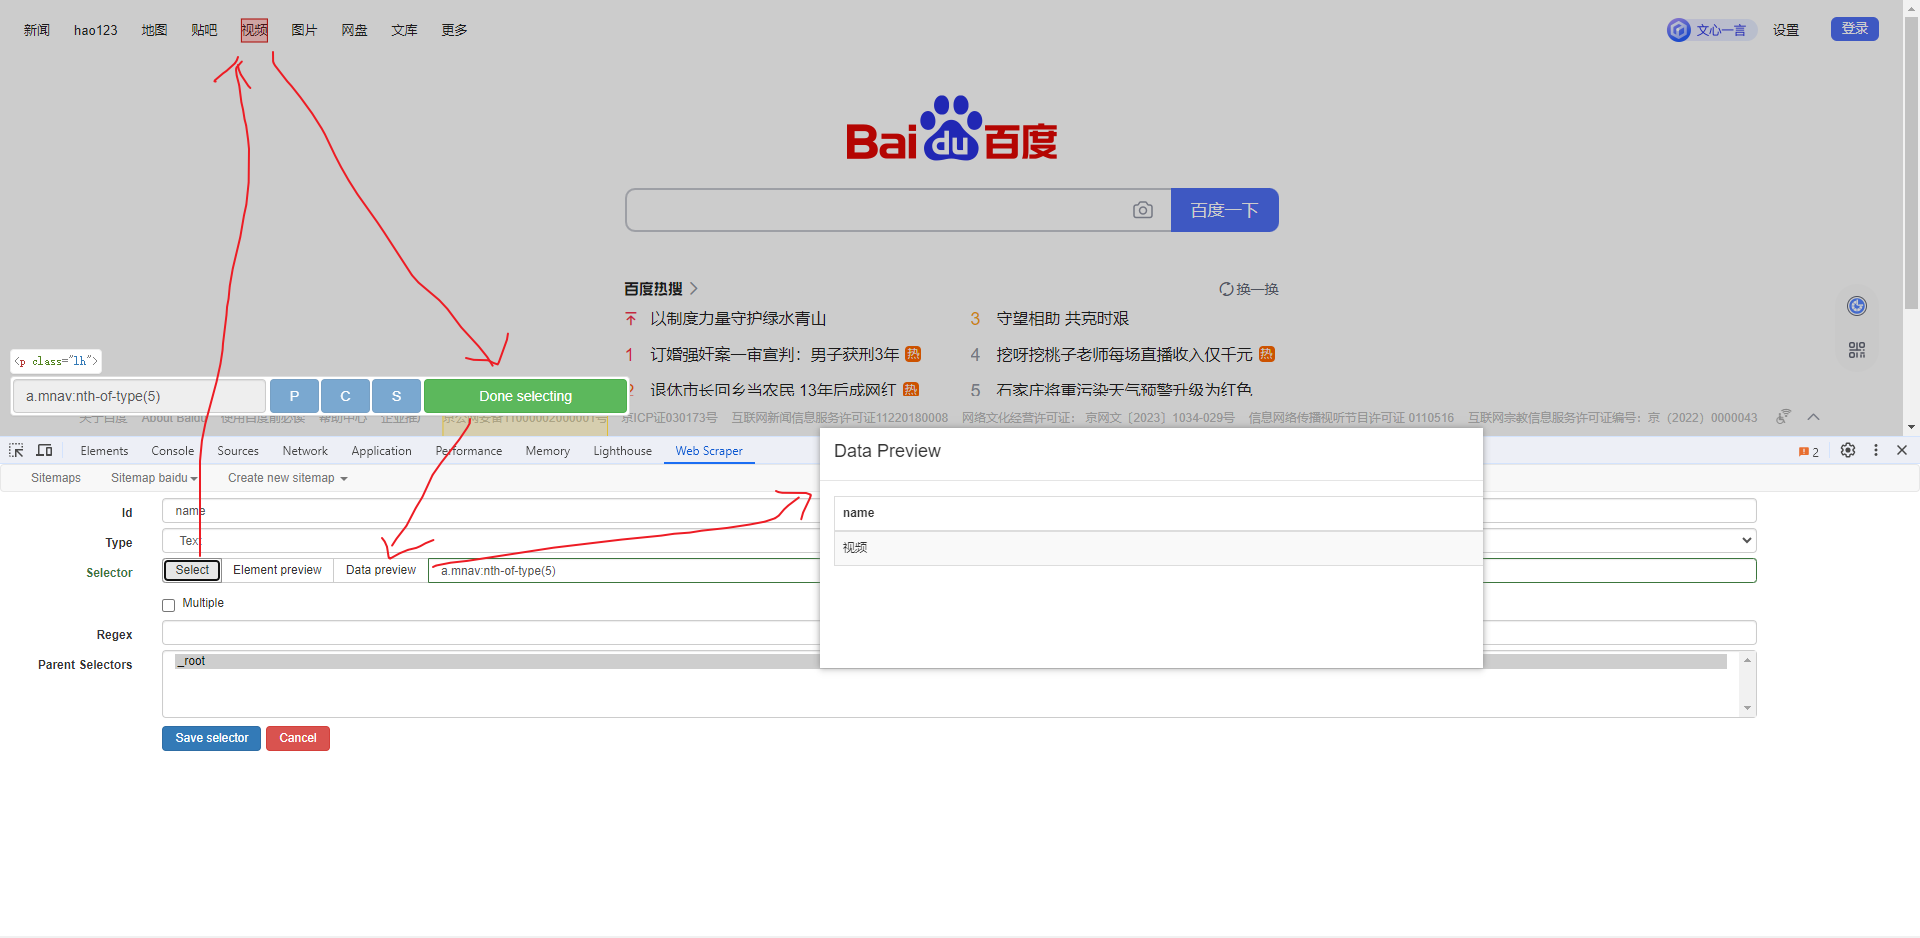 新闻 hao123 地图 贴吧 视频 图片 网盘 文库 更多 文心一言 设置 登录
Bai du 百度
百度一下
百度热搜 换一换
以制度力量守护绿水青山 3 守望相助 共克时艰
1 订婚强奸案一审宣判：男子获刑3年 热 4 挖呀挖桃子老师每场直播收入仅千元 热
退休市长回乡当农民 13年后成网红 热 5 石家庄将重污染天气预警升级为红色
<p class="lh">
a.mnav:nth-of-type(5) P C S Done selecting
关于百度 About Baidu 使用百度前必读 帮助中心 企业推广 京公网安备11000002000001号 京ICP证030173号 互联网新闻信息服务许可证11220180008 网络文化经营许可证： 京网文〔2023〕1034-029号 信息网络传播视听节目许可证 0110516 互联网宗教信息服务许可证编号：京（2022）0000043
Elements Console Sources Network Application Performance Memory Lighthouse Web Scraper 2
Sitemaps Sitemap baidu Create new sitemap
Id name
Type Text
Selector Select Element preview Data preview a.mnav:nth-of-type(5)
Multiple
Regex
Parent Selectors _root
Save selector Cancel
Data Preview
name
视频